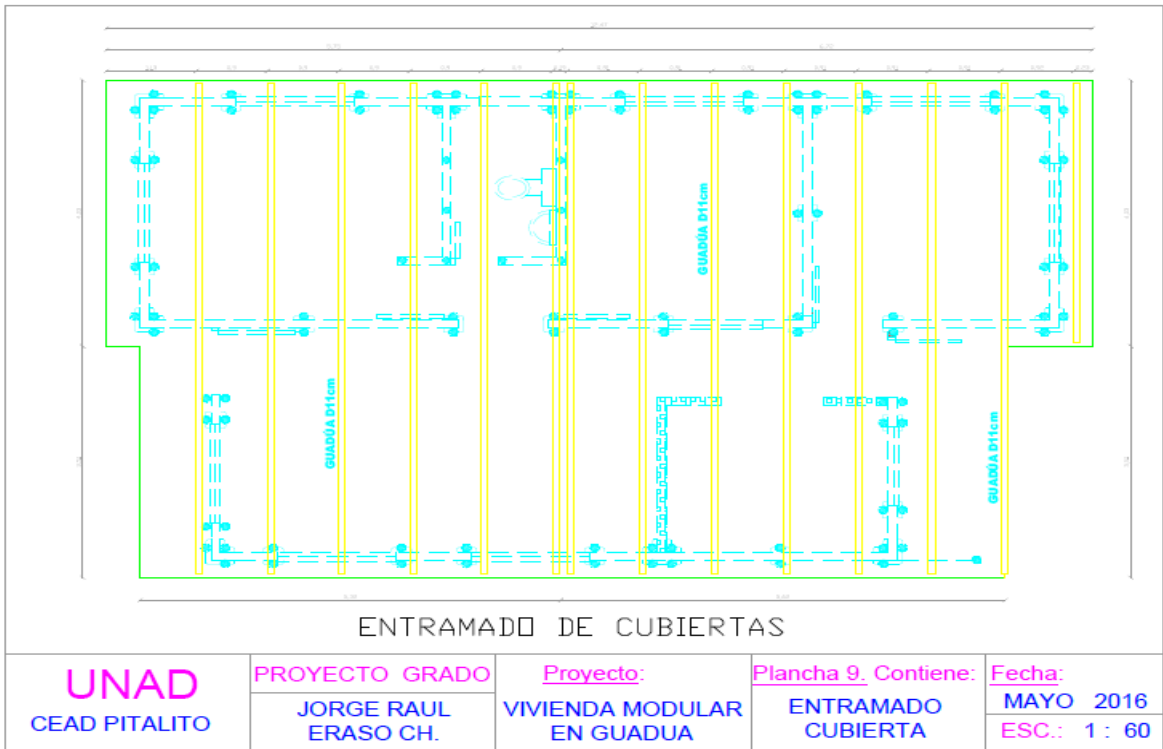 GUADÚA D11cm
GUADÚA D11cm
GUADÚA D11cm
ENTRAMADO DE CUBIERTAS
UNAD
CEAD PITALITO
PROYECTO GRADO
JORGE RAUL
ERASO CH.
Proyecto:
VIVIENDA MODULAR
EN GUADUA
Plancha 9. Contiene:
ENTRAMADO
CUBIERTA
Fecha:
MAYO 2016
ESC.: 1 : 60